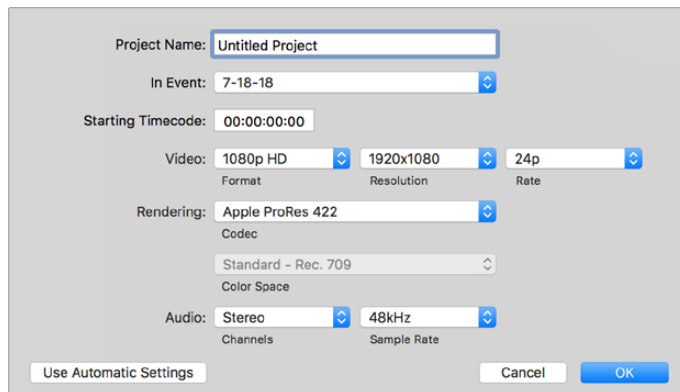 Project Name: Untitled Project
In Event: 7-18-18
Starting Timecode: 00:00:00:00
Video: 1080p HD 1920x1080 24p
Format Resolution Rate
Rendering: Apple ProRes 422
Codec
Standard - Rec. 709
Color Space
Audio: Stereo 48kHz
Channels Sample Rate
Use Automatic Settings Cancel OK